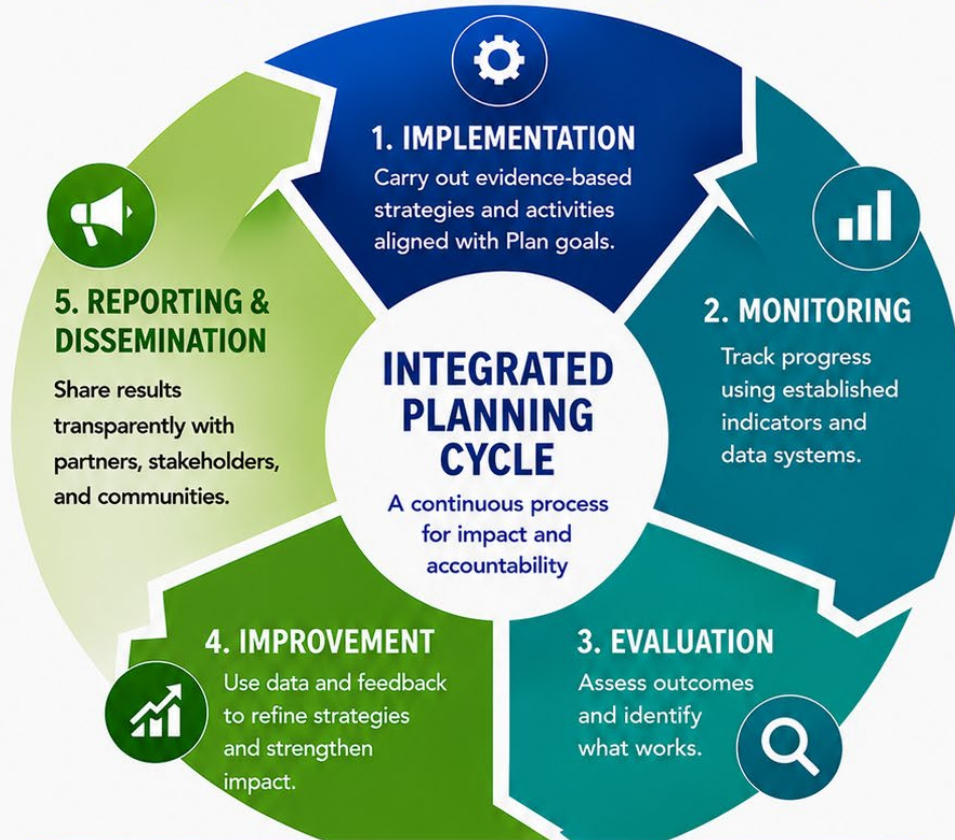 1. IMPLEMENTATION
Carry out evidence-based
strategies and activities
aligned with Plan goals.
2. MONITORING
Track progress
using established
indicators and
data systems.
3. EVALUATION
Assess outcomes
and identify
what works.
4. IMPROVEMENT
Use data and feedback
to refine strategies
and strengthen
impact.
5. REPORTING &
DISSEMINATION
Share results
transparently with
partners, stakeholders,
and communities.
INTEGRATED
PLANNING
CYCLE
A continuous process
for impact and
accountability